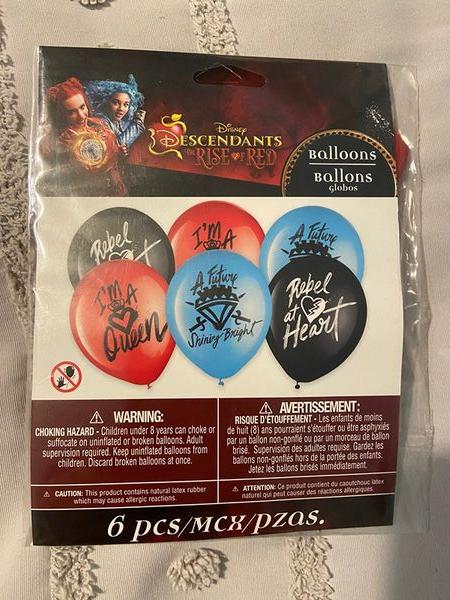 Disney
DESCENDANTS
THE RISE OF RED
Balloons
Ballons
globos
Rebel
I'M A
A Future
I'M A
Queen
A Future
Shining Bright
Rebel
at
Heart
WARNING:
CHOKING HAZARD - Children under 8 years can choke or
suffocate on uninflated or broken balloons. Adult
supervision required. Keep uninflated balloons from
children. Discard broken balloons at once.
AVERTISSEMENT:
RISQUE D'ÉTOUFFEMENT - Les enfants de moins
de huit (8) ans pourraient s'étouffer ou être asphyxiés
par un ballon non-gonflé ou par un morceau de ballon
brisé. Supervision des adultes requise. Gardez les
ballons non-gonflés hors de la portée des enfants.
Jetez les ballons brisés immédiatement.
CAUTION: This product contains natural latex rubber
which may cause allergic reactions.
ATTENTION: Ce produit contient du caoutchouc latex
naturel qui peut causer des réactions allergiques.
6 pcs/mcx/pzas.